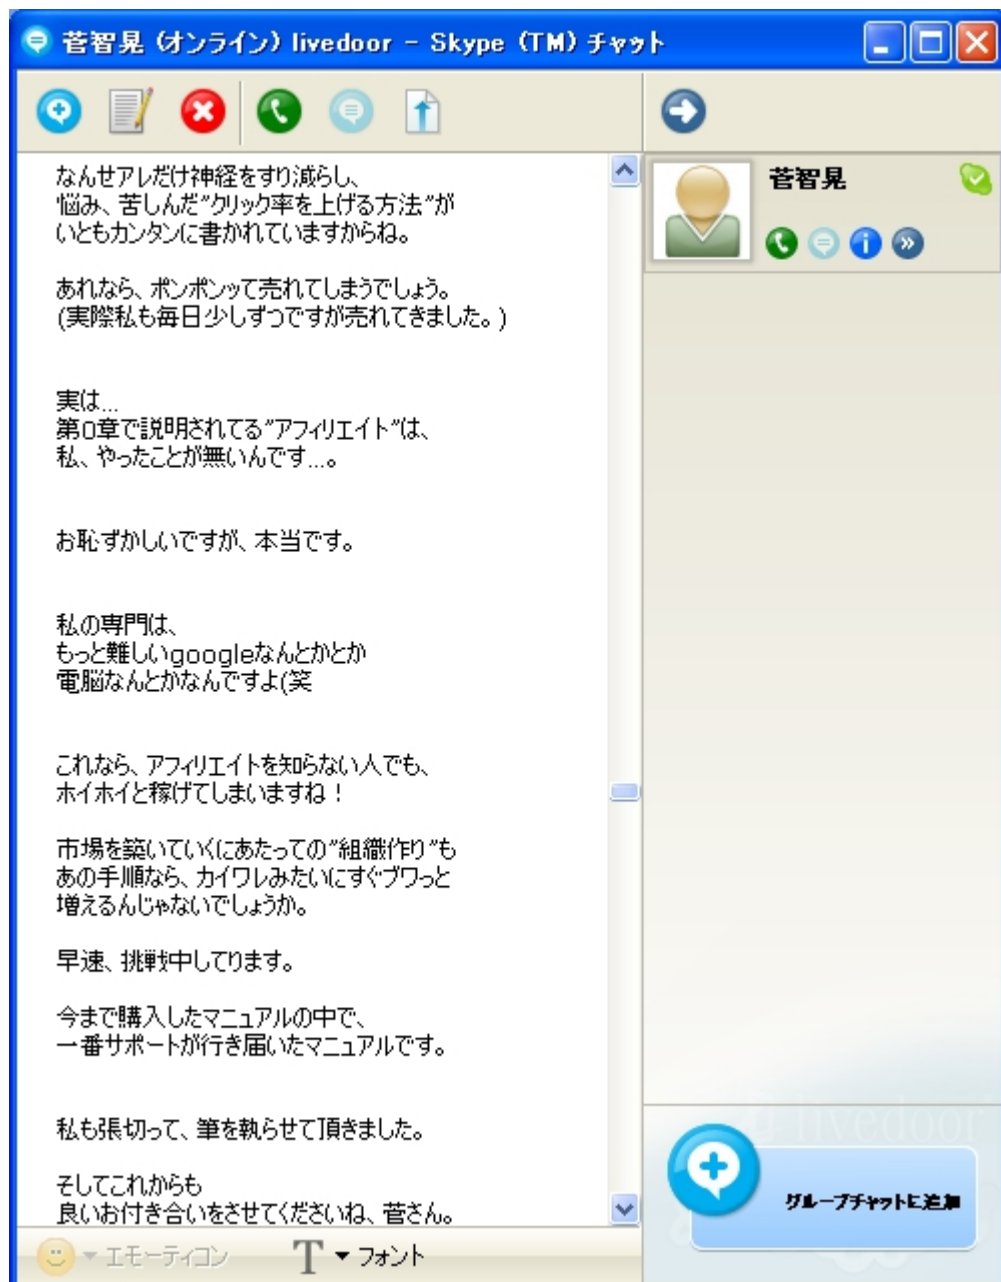 菅智晃 (オンライン) livedoor - Skype (TM) チャット
なんせアレだけ神経をすり減らし、
悩み、苦しんだ"クリック率を上げる方法"が
いともカンタンに書かれていますからね。
あれなら、ポンポンッて売れてしまうでしょう。
(実際私も毎日少しずつですが売れてきました。)
実は...
第0章で説明されてる"アフィリエイト"は、
私、やったことが無いんです...。
お恥ずかしいですが、本当です。
私の専門は、
もっと難しいgoogleなんとかとか
電脳なんとかなんですよ(笑
これなら、アフィリエイトを知らない人でも、
ホイホイと稼げてしまいますね！
市場を築いていくにあたっての"組織作り"も
あの手順なら、カイワレみたいにすぐブワっと
増えるんじゃないでしょうか。
早速、挑戦中してります。
今まで購入したマニュアルの中で、
一番サポートが行き届いたマニュアルです。
私も張切って、筆を執らせて頂きました。
そしてこれからも
良いお付き合いをさせてくださいね、菅さん。
エモーティコン
T フォント
菅智晃
livedoor
グループチャットに追加